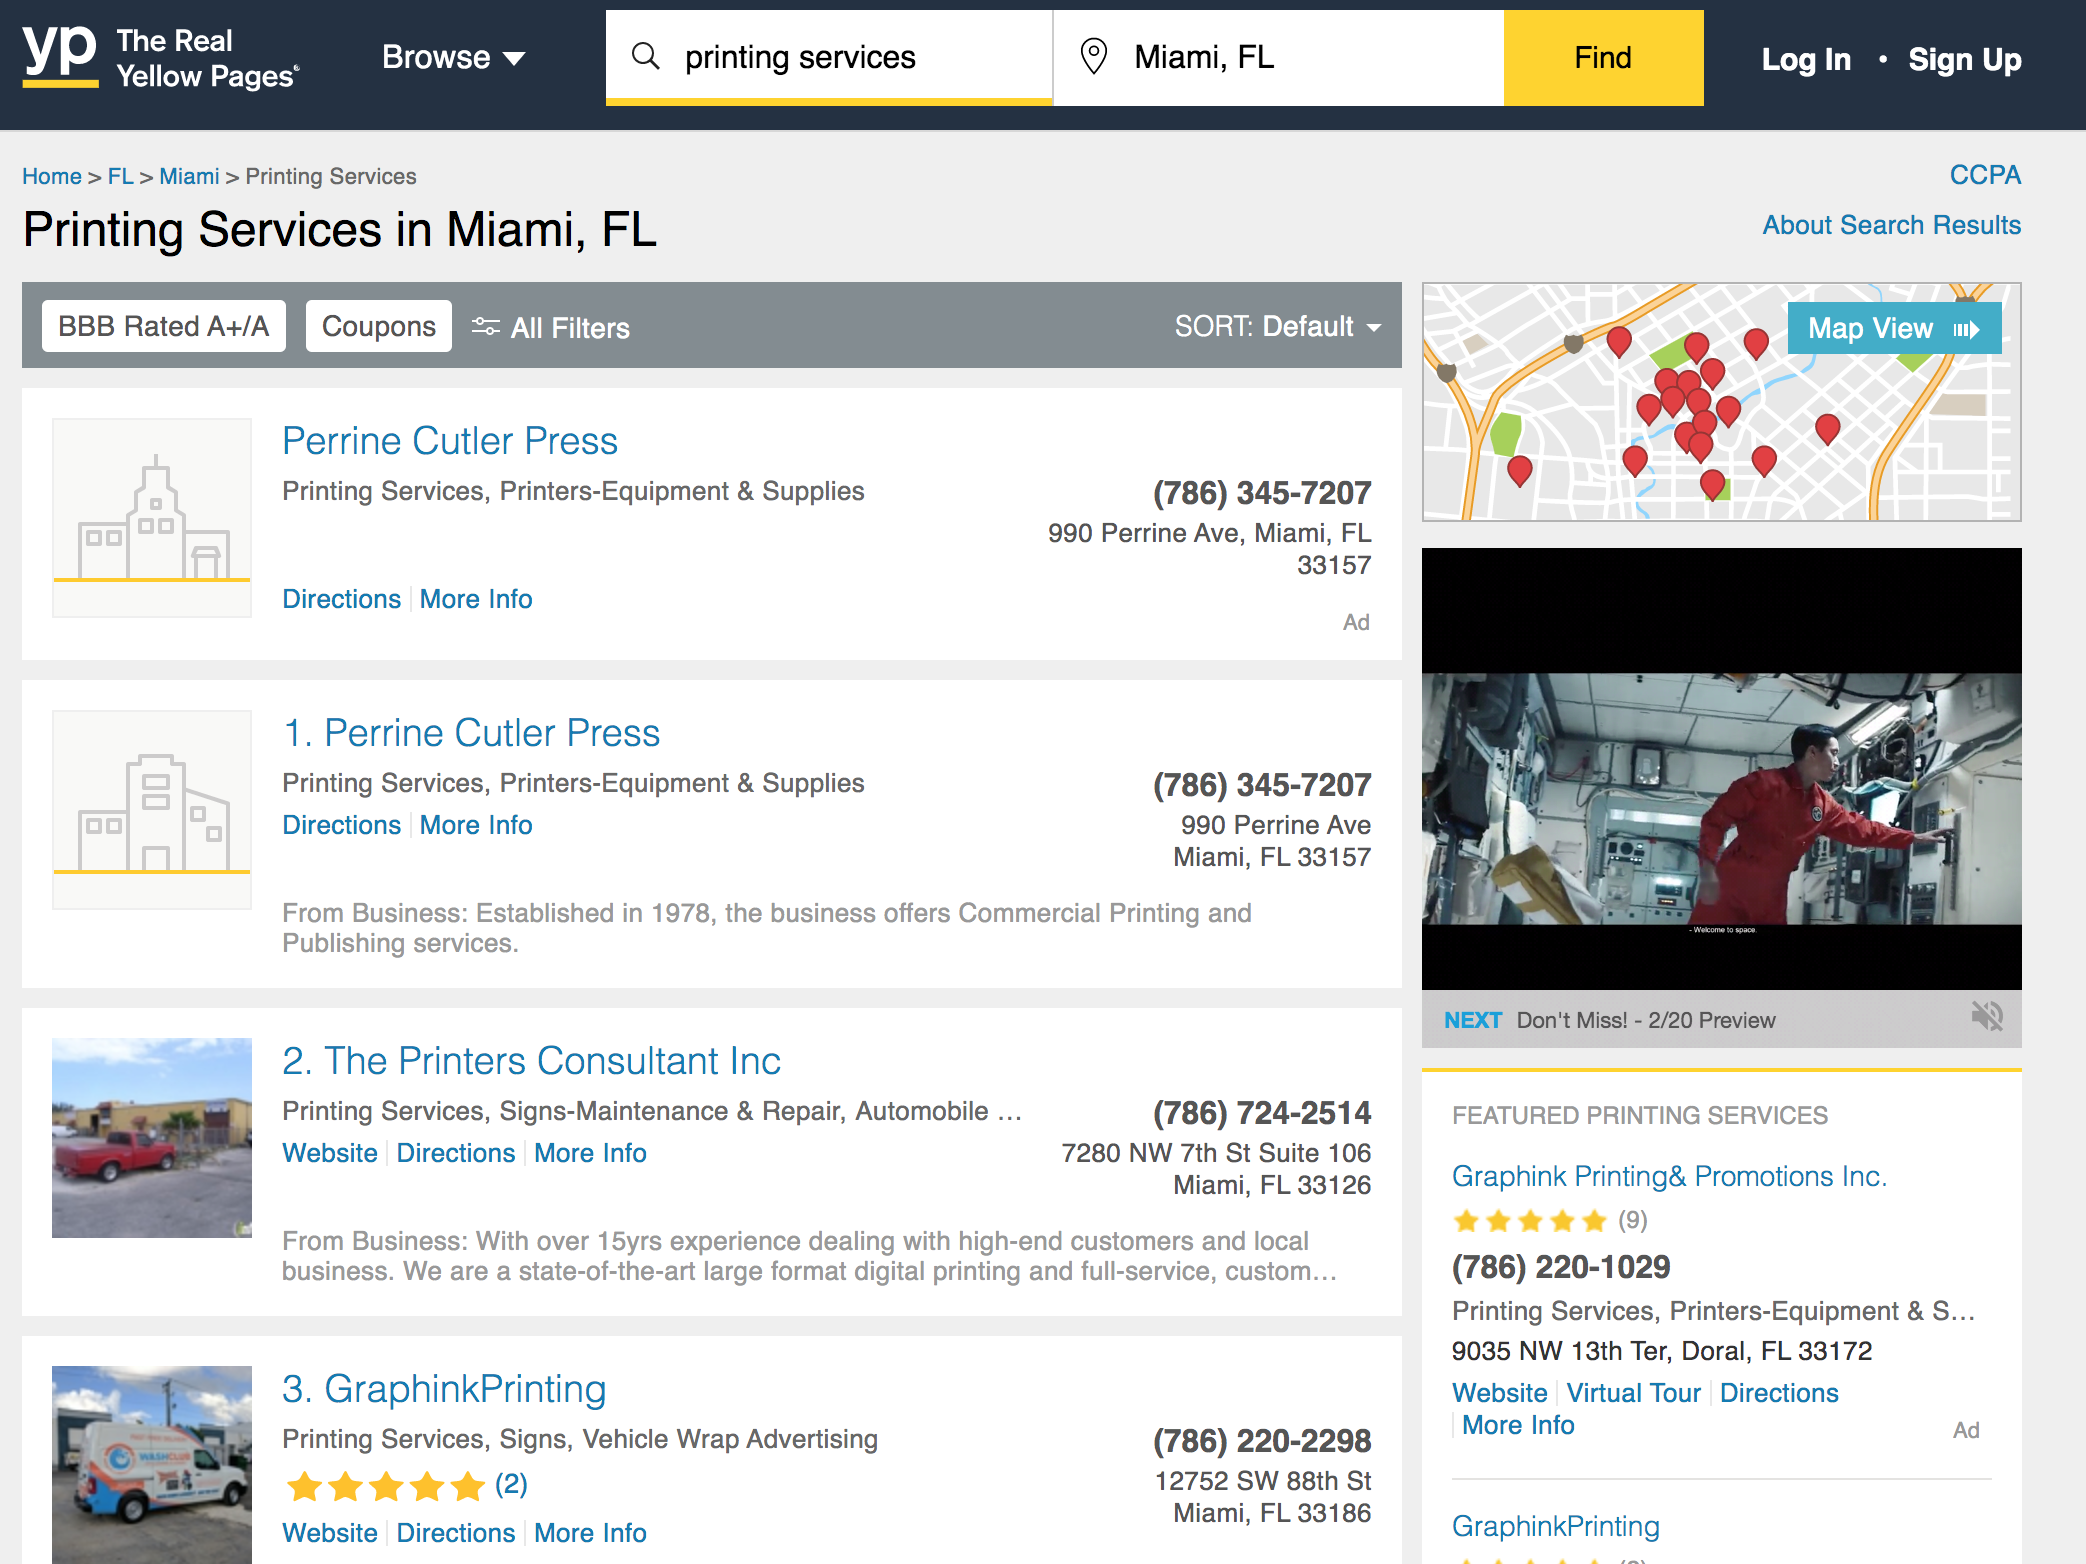 yp The Real Yellow Pages®
Browse
printing services
Miami, FL
Find
Log In • Sign Up
Home > FL > Miami > Printing Services
CCPA
Printing Services in Miami, FL
About Search Results
BBB Rated A+/A
Coupons
All Filters
SORT: Default
Map View
Perrine Cutler Press
Printing Services, Printers-Equipment & Supplies
(786) 345-7207
990 Perrine Ave, Miami, FL
33157
Directions
More Info
Ad
1. Perrine Cutler Press
Printing Services, Printers-Equipment & Supplies
(786) 345-7207
Directions
More Info
990 Perrine Ave
Miami, FL 33157
From Business: Established in 1978, the business offers Commercial Printing and
Publishing services.
2. The Printers Consultant Inc
Printing Services, Signs-Maintenance & Repair, Automobile ...
(786) 724-2514
Website
Directions
More Info
7280 NW 7th St Suite 106
Miami, FL 33126
From Business: With over 15yrs experience dealing with high-end customers and local
business. We are a state-of-the-art large format digital printing and full-service, custom...
3. GraphinkPrinting
Printing Services, Signs, Vehicle Wrap Advertising
(786) 220-2298
(2)
12752 SW 88th St
Miami, FL 33186
Website
Directions
More Info
WASHCLUB
- Welcome to space.
NEXT Don't Miss! - 2/20 Preview
FEATURED PRINTING SERVICES
Graphink Printing& Promotions Inc.
(9)
(786) 220-1029
Printing Services, Printers-Equipment & S...
9035 NW 13th Ter, Doral, FL 33172
Website
Virtual Tour
Directions
More Info
Ad
GraphinkPrinting